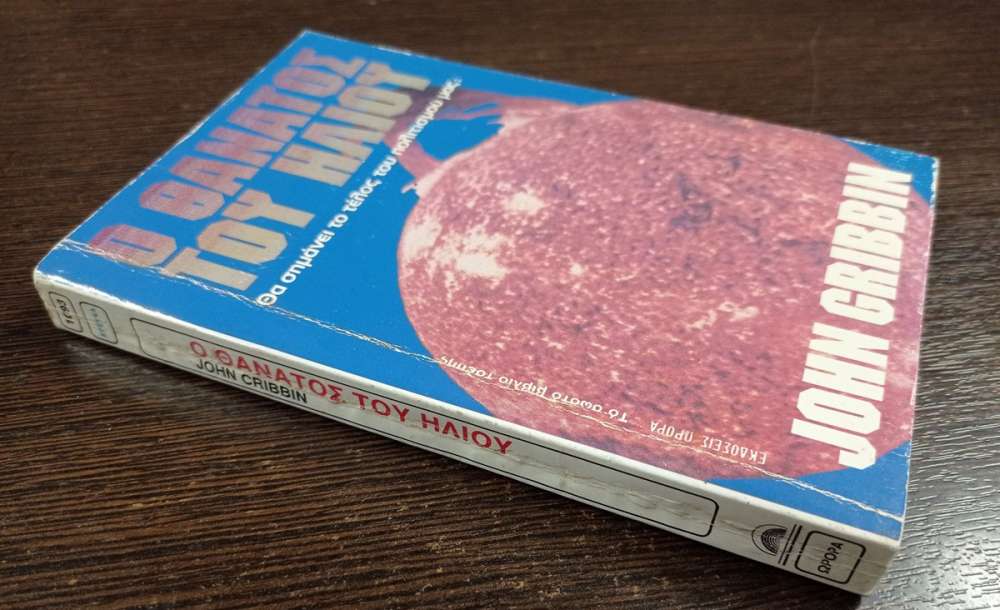 Ο ΘΑΝΑΤΟΣ
ΤΟΥ ΗΛΙΟΥ
Θα σημάνει το τέλος του πολιτισμού μας;
JOHN GRIBBIN
ΕΚΔΟΣΕΙΣ ΩΡΟΡΑ
Τό σωστό βιβλίο τσέπης
Ο ΘΑΝΑΤΟΣ ΤΟΥ ΗΛΙΟΥ
JOHN CRIBBIN
ΩΡΟΡΑ